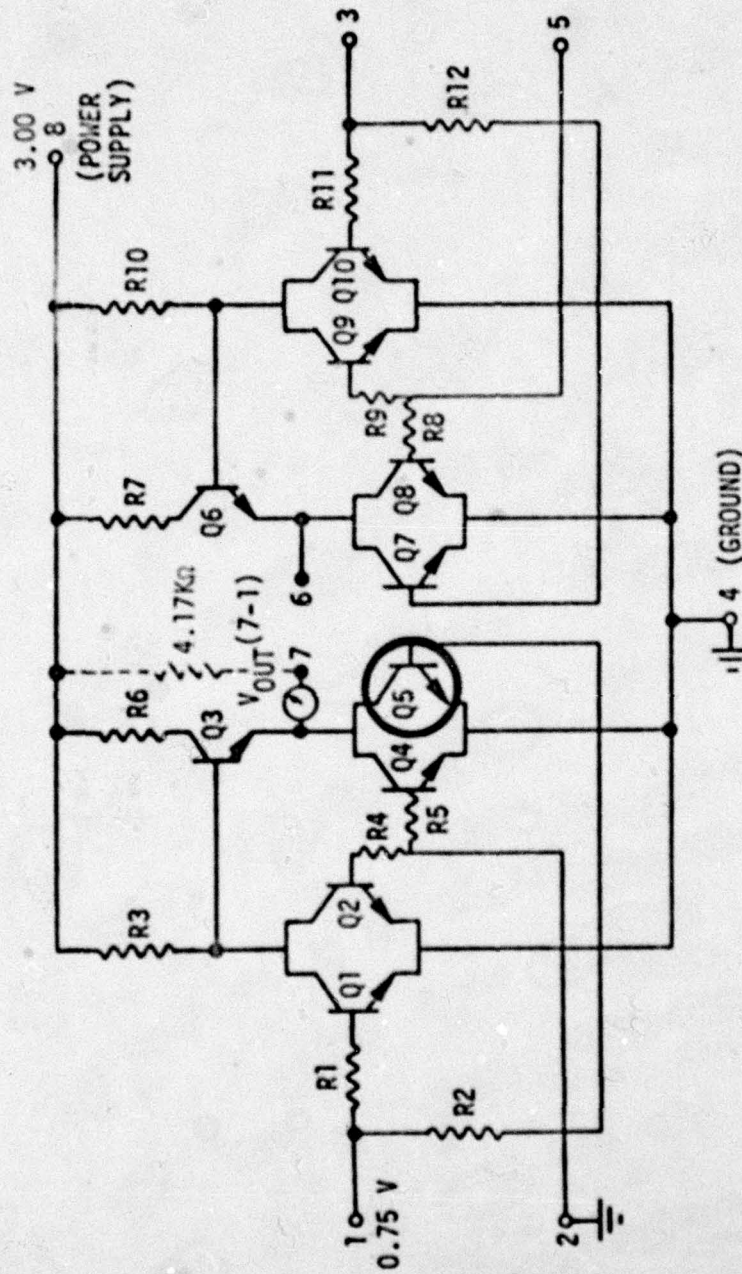 3.00 V
8
(POWER
SUPPLY)
R3
R6
4.17KΩ
R7
R10
Q3
VOUT(7-1)
7
Q6
6
3
1
0.75 V
R1
R2
Q1
Q2
R4
R5
Q4
Q5
Q7
Q8
R8
R9
Q9
Q10
R11
R12
2
5
4 (GROUND)